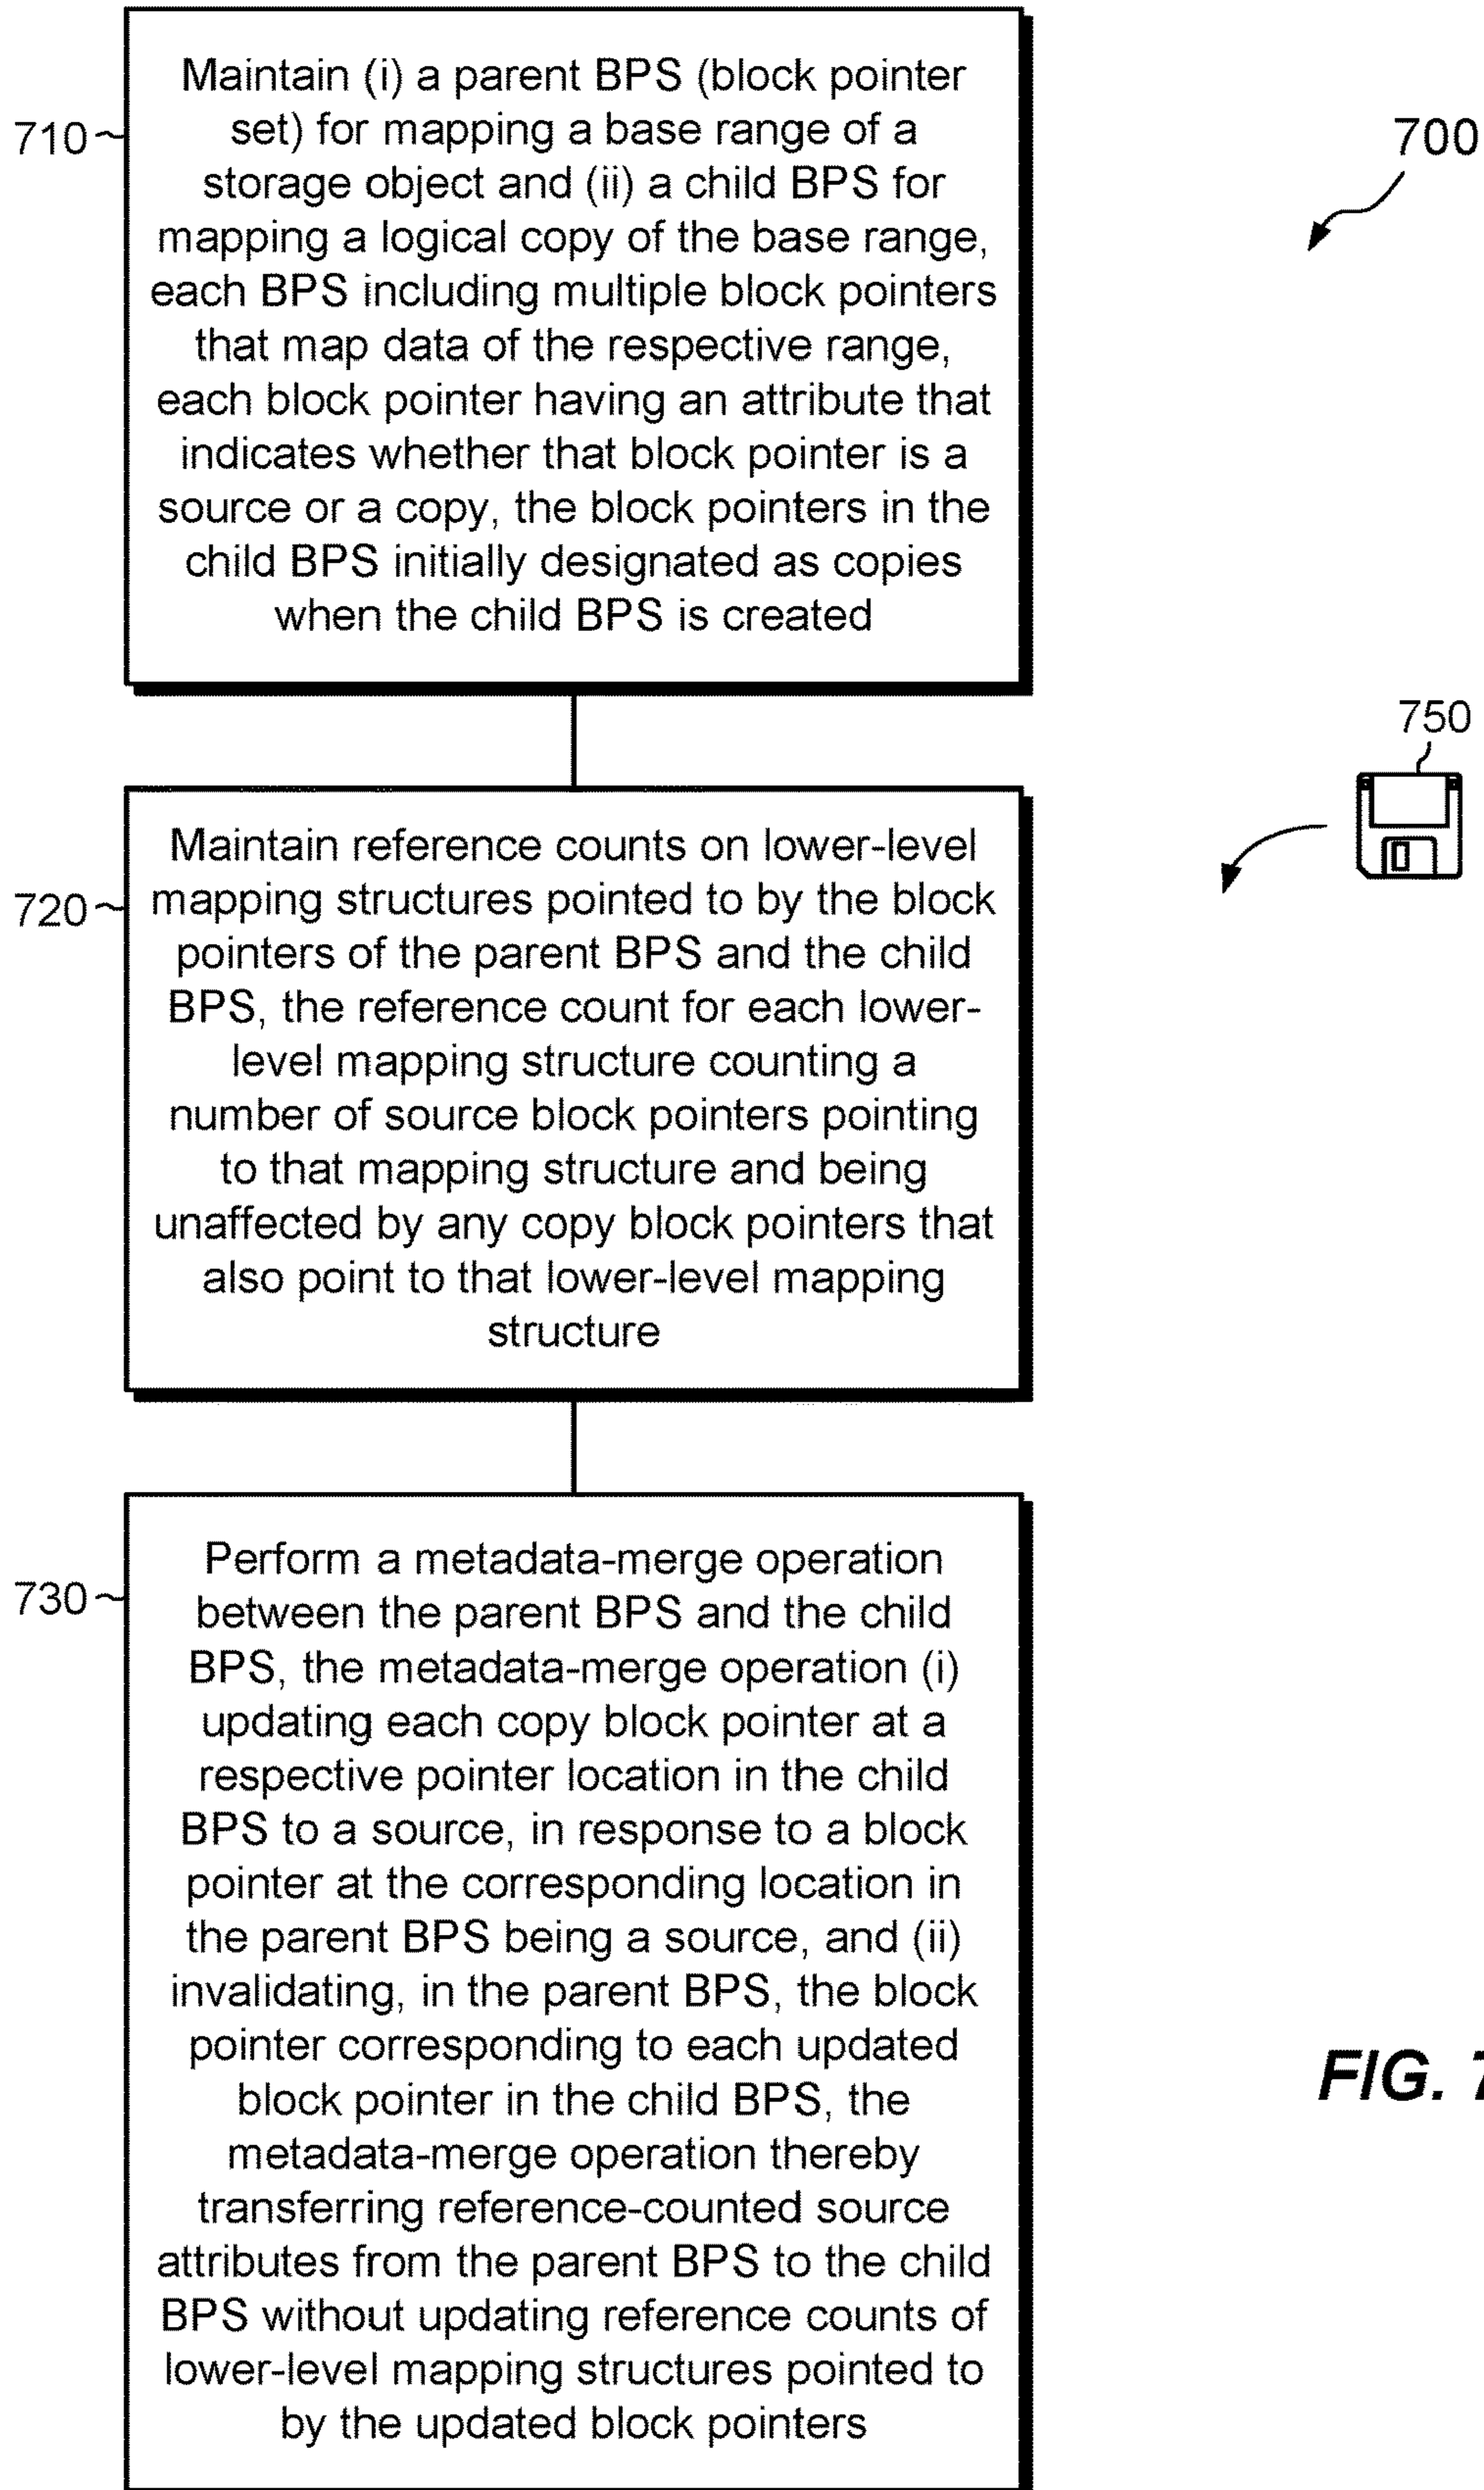 Maintain (i) a parent BPS (block pointer
set) for mapping a base range of a
storage object and (ii) a child BPS for
mapping a logical copy of the base range,
each BPS including multiple block pointers
that map data of the respective range,
each block pointer having an attribute that
indicates whether that block pointer is a
source or a copy, the block pointers in the
child BPS initially designated as copies
when the child BPS is created
710
700
750
Maintain reference counts on lower-level
mapping structures pointed to by the block
pointers of the parent BPS and the child
BPS, the reference count for each lower-
level mapping structure counting a
number of source block pointers pointing
to that mapping structure and being
unaffected by any copy block pointers that
also point to that lower-level mapping
structure
720
Perform a metadata-merge operation
between the parent BPS and the child
BPS, the metadata-merge operation (i)
updating each copy block pointer at a
respective pointer location in the child
BPS to a source, in response to a block
pointer at the corresponding location in
the parent BPS being a source, and (ii)
invalidating, in the parent BPS, the block
pointer corresponding to each updated
block pointer in the child BPS, the
metadata-merge operation thereby
transferring reference-counted source
attributes from the parent BPS to the child
BPS without updating reference counts of
lower-level mapping structures pointed to
by the updated block pointers
730
FIG. 7